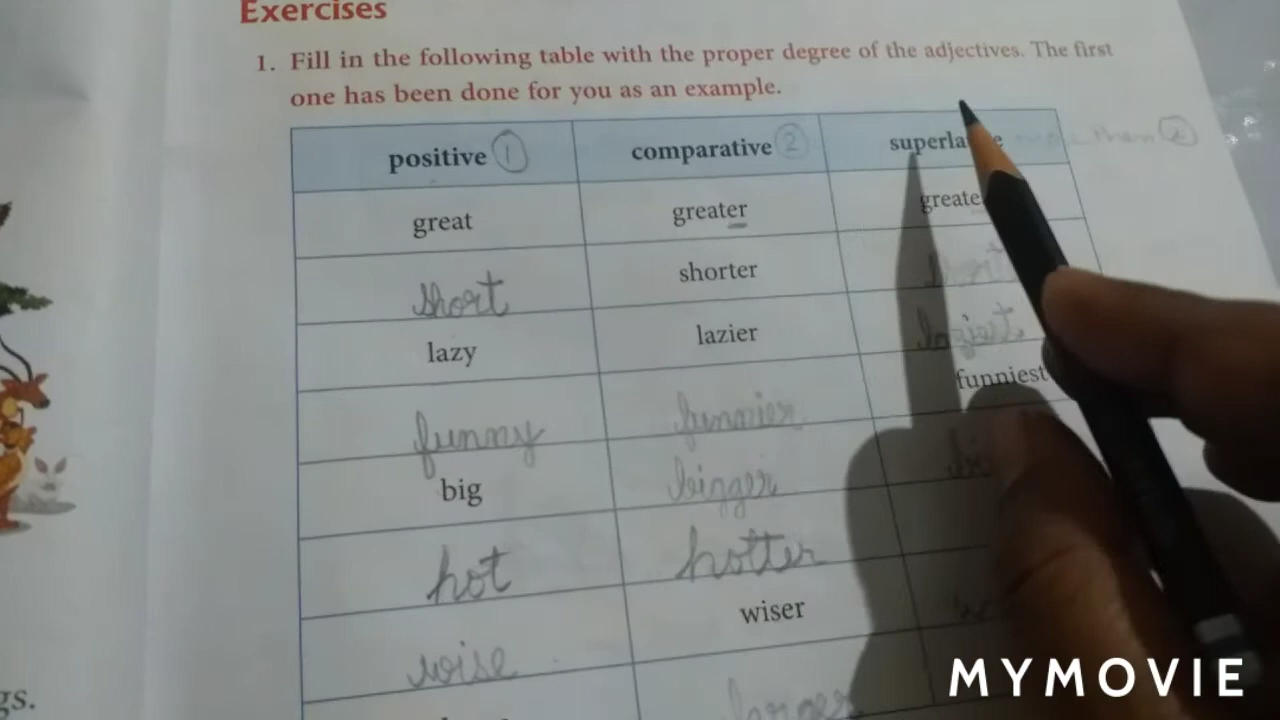 Exercises
1. Fill in the following table with the proper degree of the adjectives. The first
one has been done for you as an example.
positive 1 comparative 2
great greater
short shorter
lazy lazier laziest
funny funnier funniest
big bigger
hot hotter
wise wiser
larger
gs.
MYMOVIE